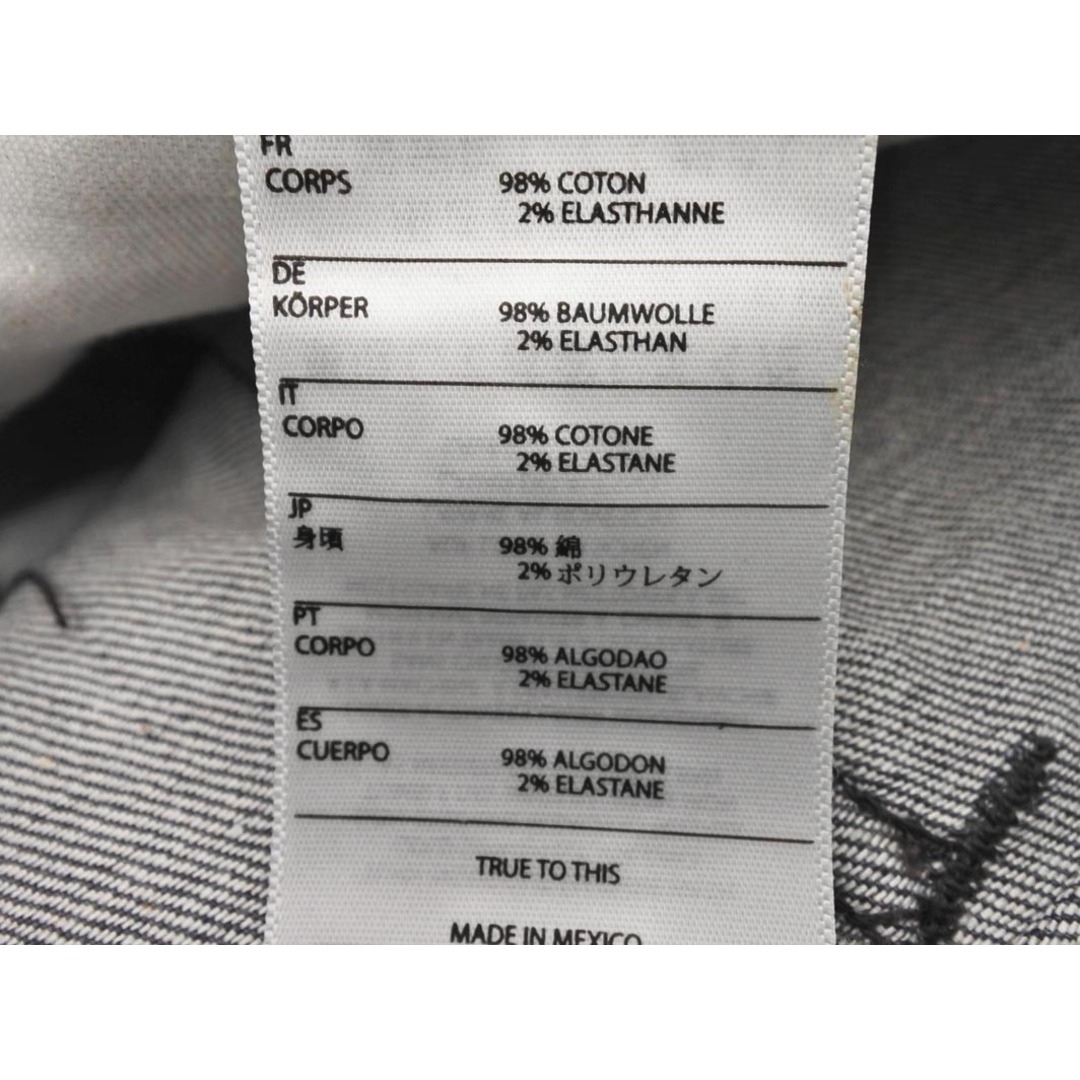 FR
CORPS 98% COTON
2% ELASTHANNE
DE
KÖRPER 98% BAUMWOLLE
2% ELASTHAN
IT
CORPO 98% COTONE
2% ELASTANE
JP
身頃 98% 綿
2% ポリウレタン
PT
CORPO 98% ALGODAO
2% ELASTANE
ES
CUERPO 98% ALGODON
2% ELASTANE
TRUE TO THIS
MADE IN MEXICO